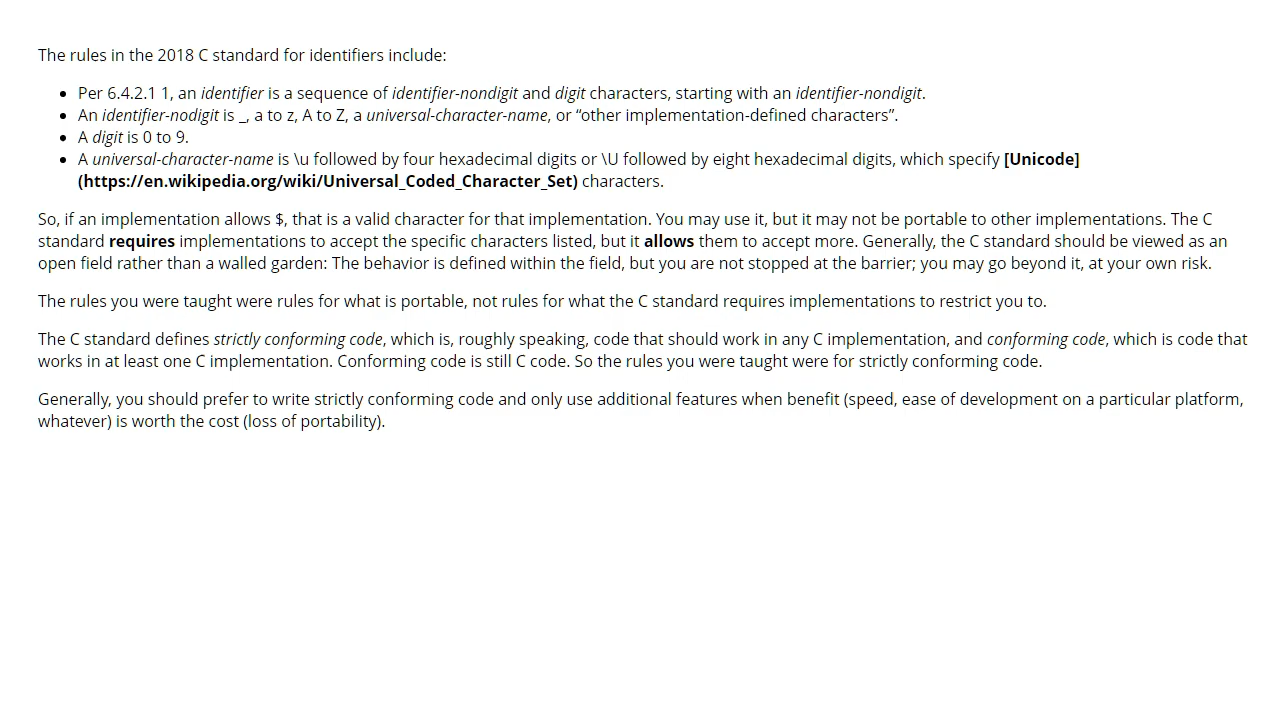 The rules in the 2018 C standard for identifiers include:
• Per 6.4.2.1 1, an identifier is a sequence of identifier-nondigit and digit characters, starting with an identifier-nondigit.
• An identifier-nodigit is _, a to z, A to Z, a universal-character-name, or “other implementation-defined characters”.
• A digit is 0 to 9.
• A universal-character-name is \u followed by four hexadecimal digits or \U followed by eight hexadecimal digits, which specify [Unicode]
(https://en.wikipedia.org/wiki/Universal_Coded_Character_Set) characters.
So, if an implementation allows $, that is a valid character for that implementation. You may use it, but it may not be portable to other implementations. The C
standard requires implementations to accept the specific characters listed, but it allows them to accept more. Generally, the C standard should be viewed as an
open field rather than a walled garden: The behavior is defined within the field, but you are not stopped at the barrier; you may go beyond it, at your own risk.
The rules you were taught were rules for what is portable, not rules for what the C standard requires implementations to restrict you to.
The C standard defines strictly conforming code, which is, roughly speaking, code that should work in any C implementation, and conforming code, which is code that
works in at least one C implementation. Conforming code is still C code. So the rules you were taught were for strictly conforming code.
Generally, you should prefer to write strictly conforming code and only use additional features when benefit (speed, ease of development on a particular platform,
whatever) is worth the cost (loss of portability).